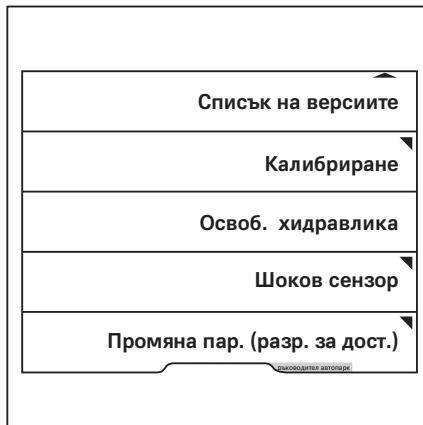 Списък на версиите
Калибриране
Освоб. хидравлика
Шоков сензор
Промяна пар. (разр. за дост.)
ръководител автопарк